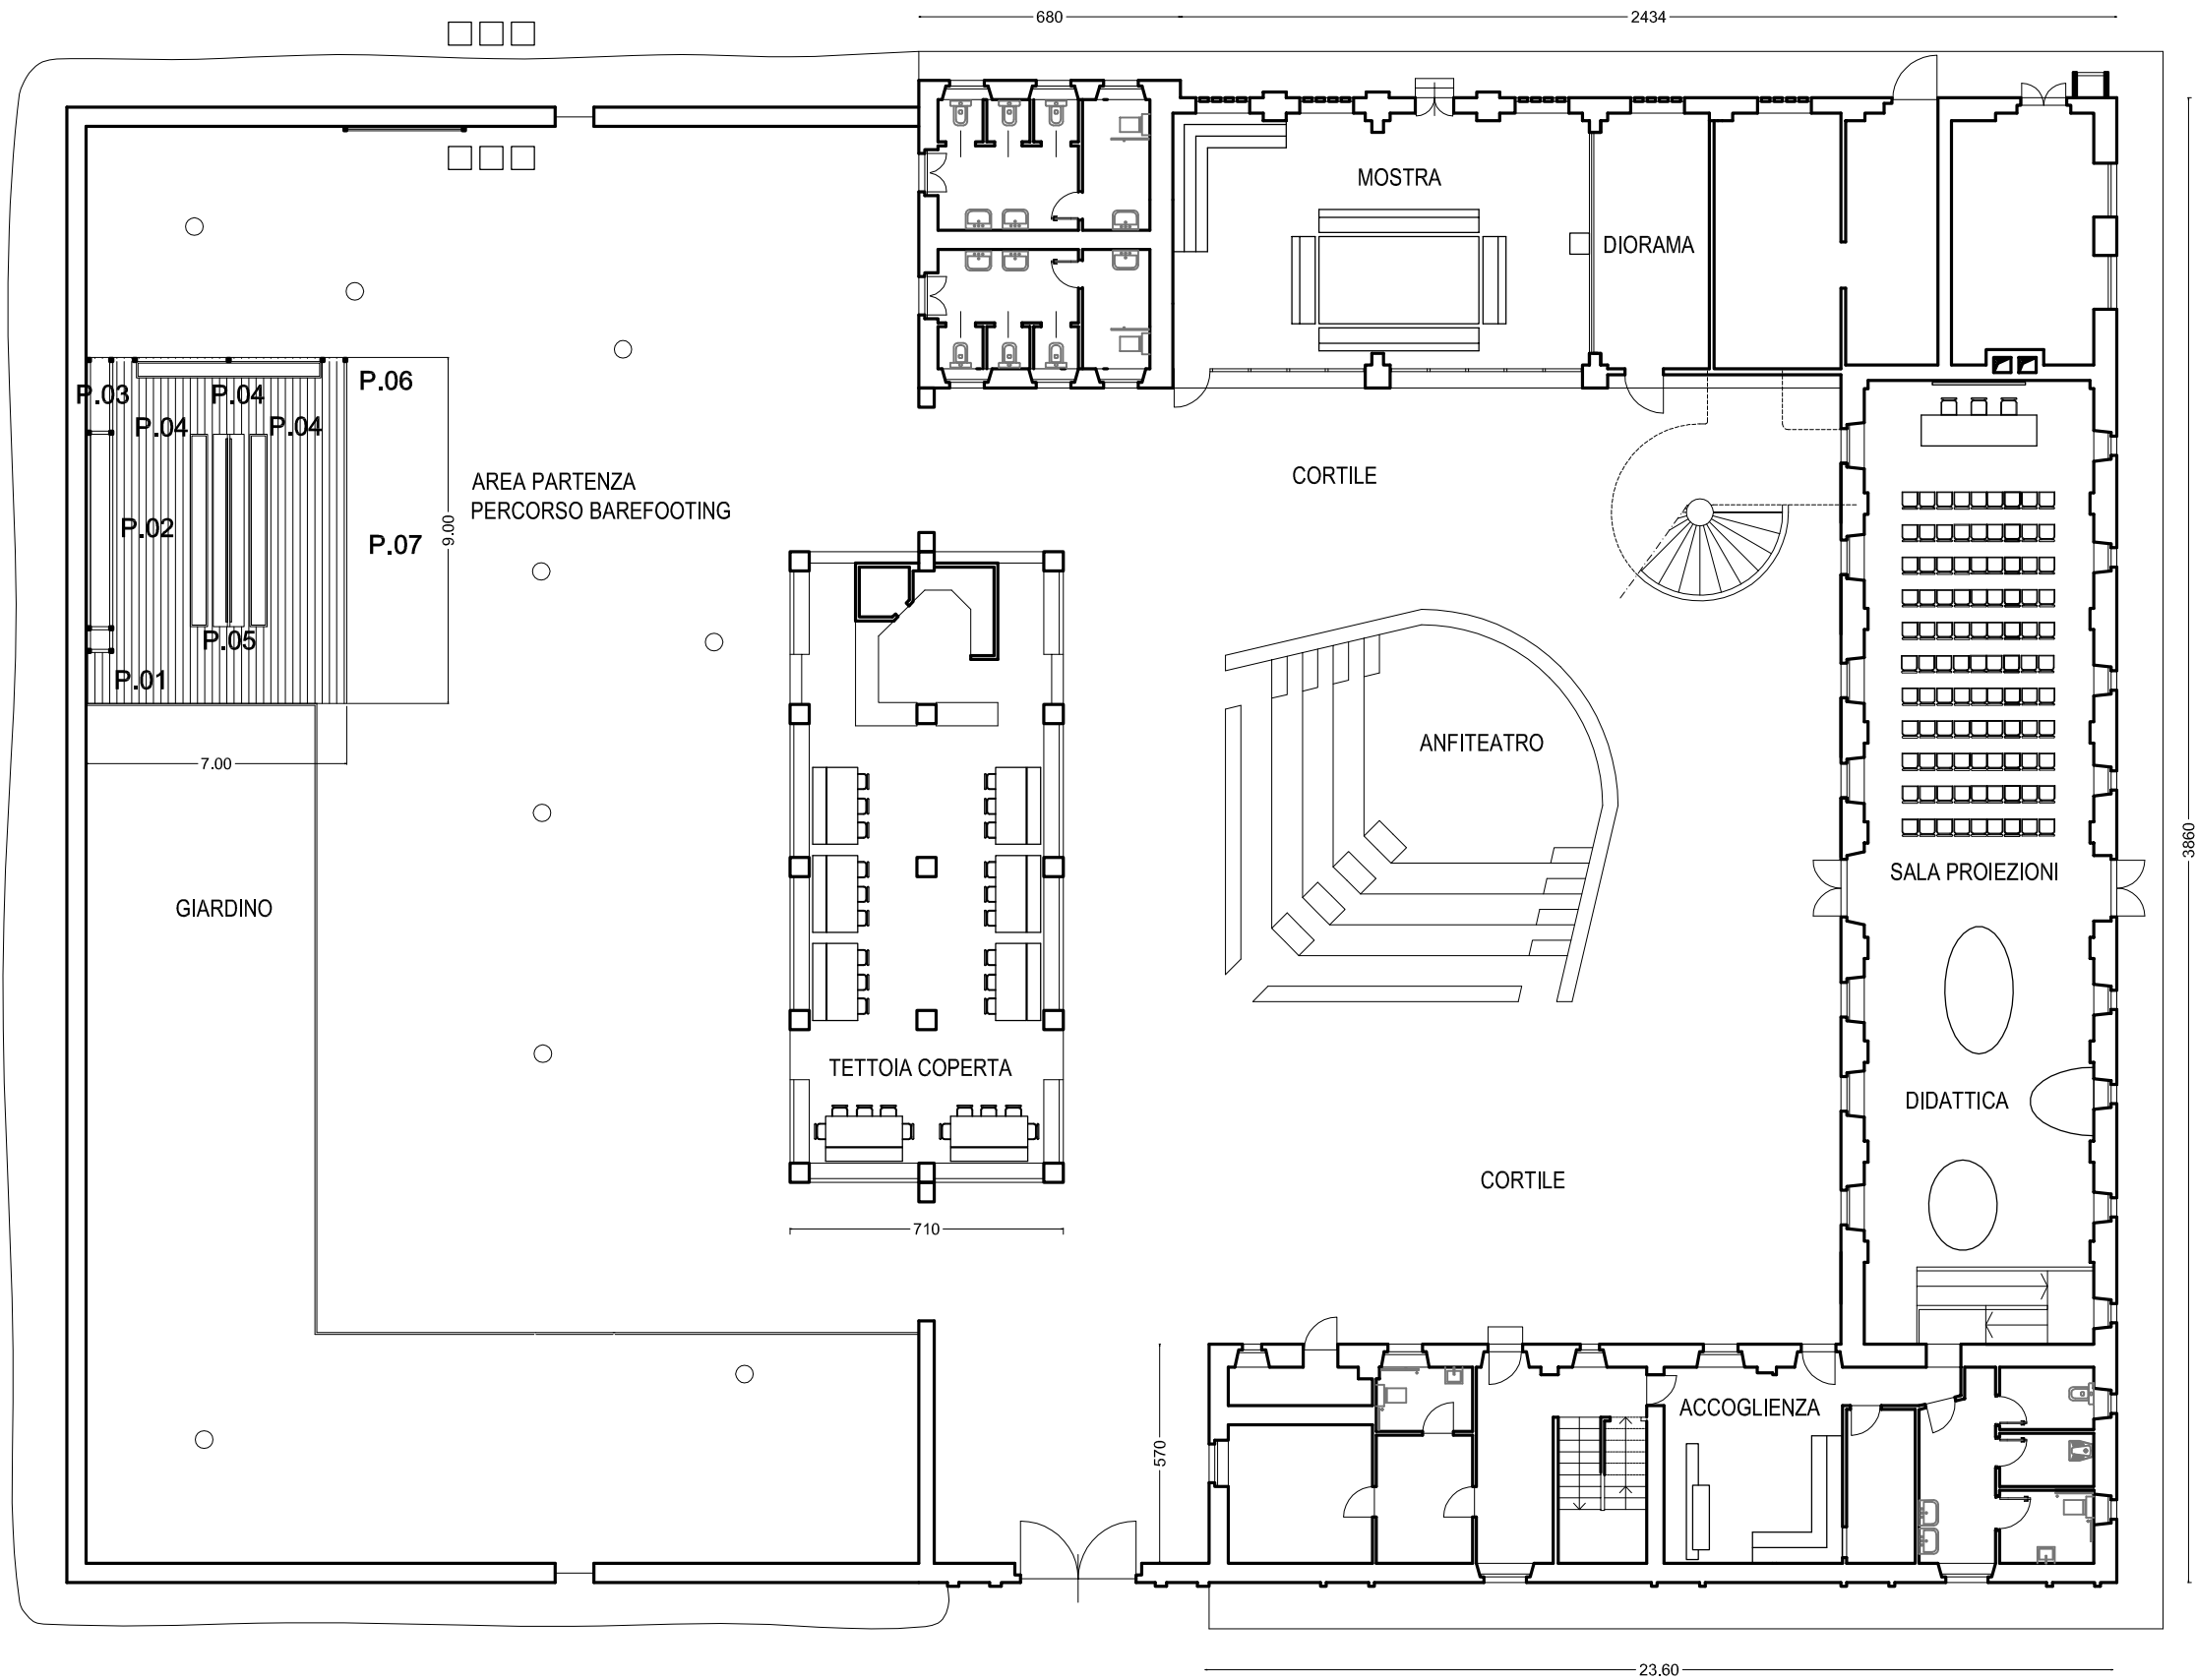 680
2434
MOSTRA
DIORAMA
P.03
P.04
P.06
P.04
P.04
AREA PARTENZA
PERCORSO BAREFOOTING
CORTILE
P.02
P.07
9.00
P.05
P.01
7.00
ANFITEATRO
3860
SALA PROIEZIONI
GIARDINO
TETTOIA COPERTA
DIDATTICA
CORTILE
710
ACCOGLIENZA
570
23.60